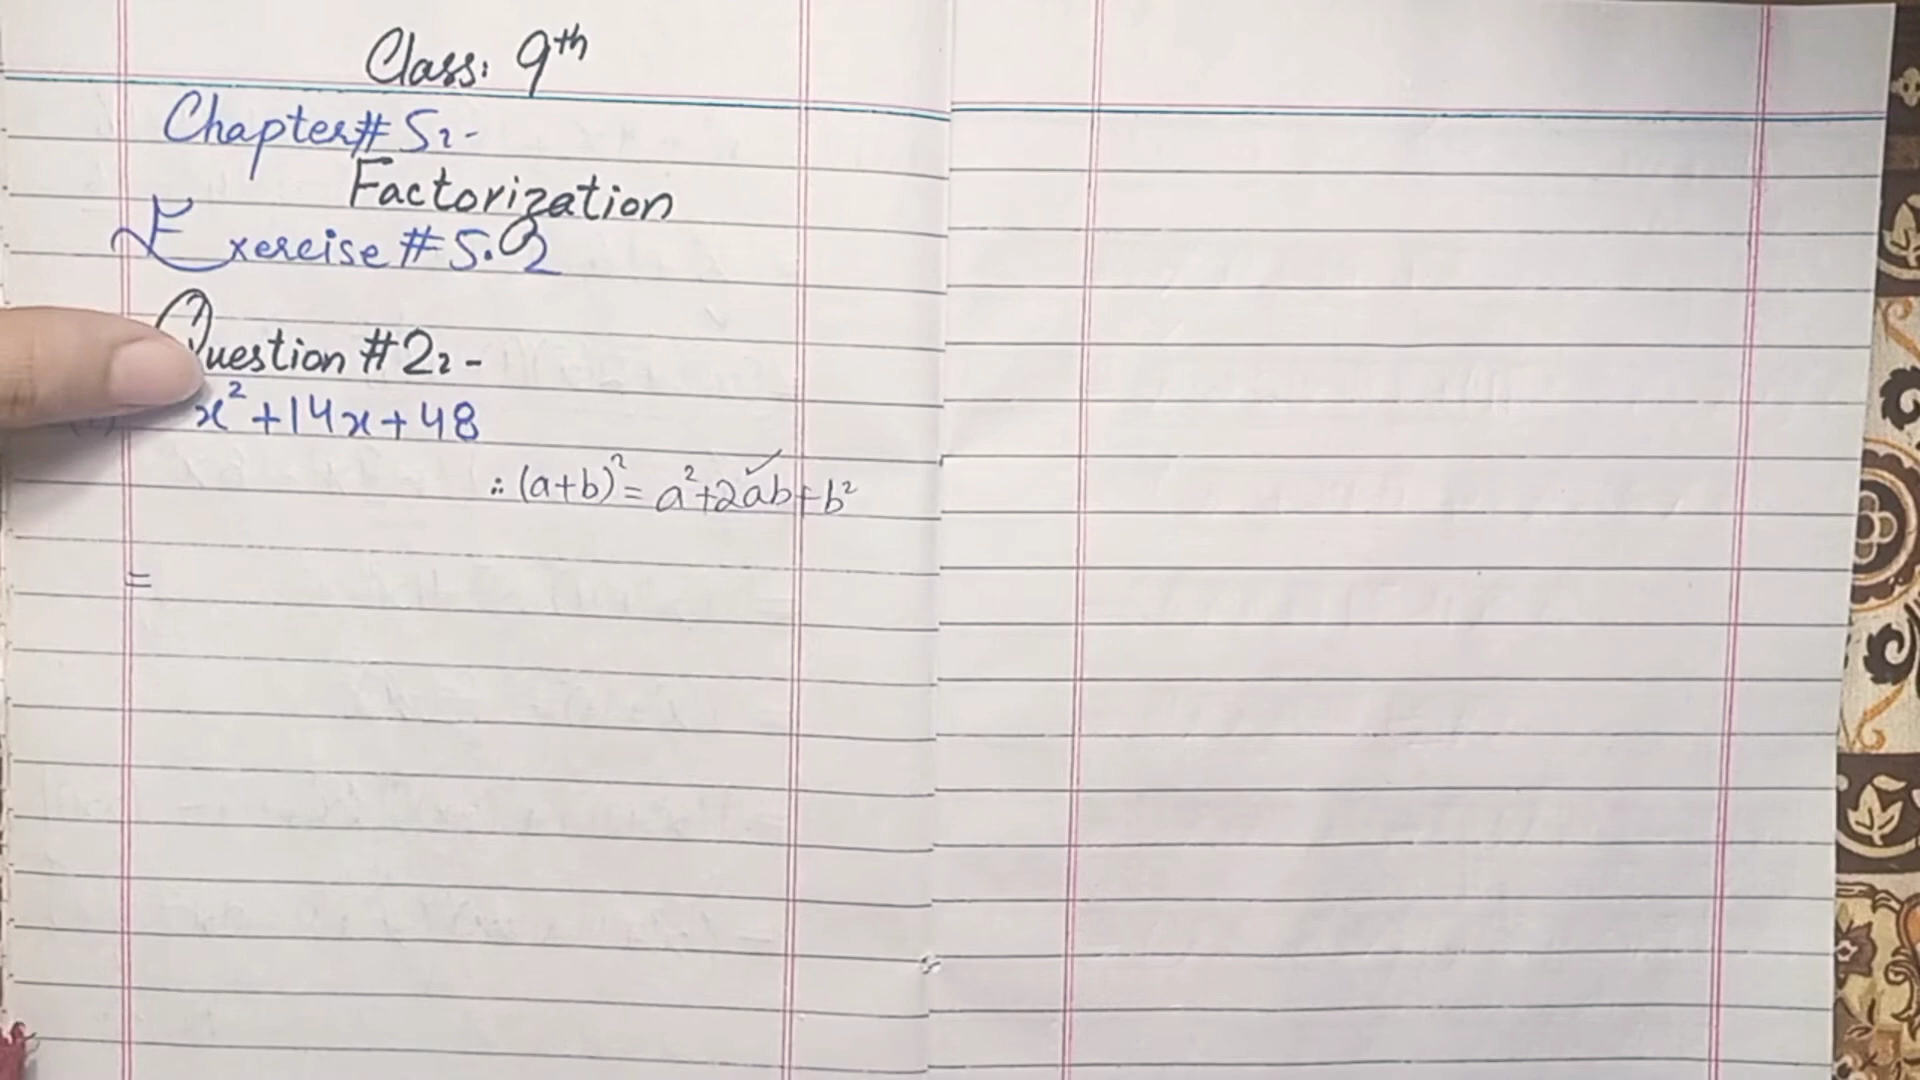 Class: 9th
Chapter# 5:-
Factorization
Exercise # 5.2
Question #2:-
x²+14x+48
∴ (a+b)² = a²+2ab+b²
=